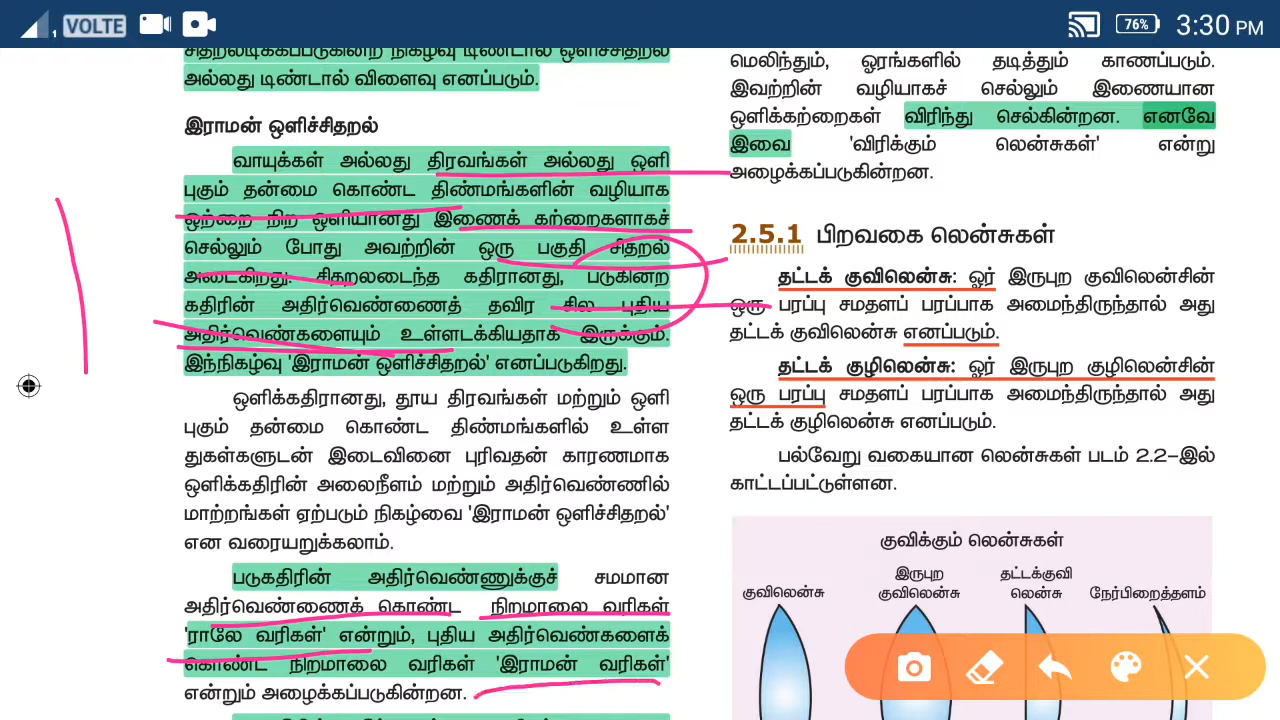 VOLTE
76%
3:30 PM
சிதறலடிக்கப்படுகின்ற நிகழ்வு டிண்டால் ஒளிச்சிதறல்
அல்லது டிண்டால் விளைவு எனப்படும்.
இராமன் ஒளிச்சிதறல்
வாயுக்கள் அல்லது திரவங்கள் அல்லது ஒளி
புகும் தன்மை கொண்ட திண்மங்களின் வழியாக
ஒற்றை நிற ஒளியானது இணைக் கற்றைகளாகச்
செல்லும் போது அவற்றின் ஒரு பகுதி சிதறல்
அடைகிறது. சிதறலடைந்த கதிரானது, படுகின்ற
கதிரின் அதிர்வெண்ணைத் தவிர சில புதிய
அதிர்வெண்களையும் உள்ளடக்கியதாக இருக்கும்.
இந்நிகழ்வு 'இராமன் ஒளிச்சிதறல்' எனப்படுகிறது.
ஒளிக்கதிரானது, தூய திரவங்கள் மற்றும் ஒளி
புகும் தன்மை கொண்ட திண்மங்களில் உள்ள
துகள்களுடன் இடைவினை புரிவதன் காரணமாக
ஒளிக்கதிரின் அலைநீளம் மற்றும் அதிர்வெண்ணில்
மாற்றங்கள் ஏற்படும் நிகழ்வை 'இராமன் ஒளிச்சிதறல்'
என வரையறுக்கலாம்.
படுகதிரின் அதிர்வெண்ணுக்குச் சமமான
அதிர்வெண்ணைக் கொண்ட நிறமாலை வரிகள்
'ராலே வரிகள்' என்றும், புதிய அதிர்வெண்களைக்
கொண்ட நிறமாலை வரிகள் 'இராமன் வரிகள்'
என்றும் அழைக்கப்படுகின்றன.
மெலிந்தும், ஓரங்களில் தடித்தும் காணப்படும்.
இவற்றின் வழியாகச் செல்லும் இணையான
ஒளிக்கற்றைகள் விரிந்து செல்கின்றன. எனவே
இவை 'விரிக்கும் லென்சுகள்' என்று
அழைக்கப்படுகின்றன.
2.5.1 பிறவகை லென்சுகள்
தட்டக் குவிலென்சு: ஓர் இருபுற குவிலென்சின்
ஒரு பரப்பு சமதளப் பரப்பாக அமைந்திருந்தால் அது
தட்டக் குவிலென்சு எனப்படும்.
தட்டக் குழிலென்சு: ஓர் இருபுற குழிலென்சின்
ஒரு பரப்பு சமதளப் பரப்பாக அமைந்திருந்தால் அது
தட்டக் குழிலென்சு எனப்படும்.
பல்வேறு வகையான லென்சுகள் படம் 2.2-இல்
காட்டப்பட்டுள்ளன.
குவிக்கும் லென்சுகள்
குவிலென்சு
இருபுற
குவிலென்சு
தட்டக்குவி
லென்சு
நேர்பிறைத்தளம்